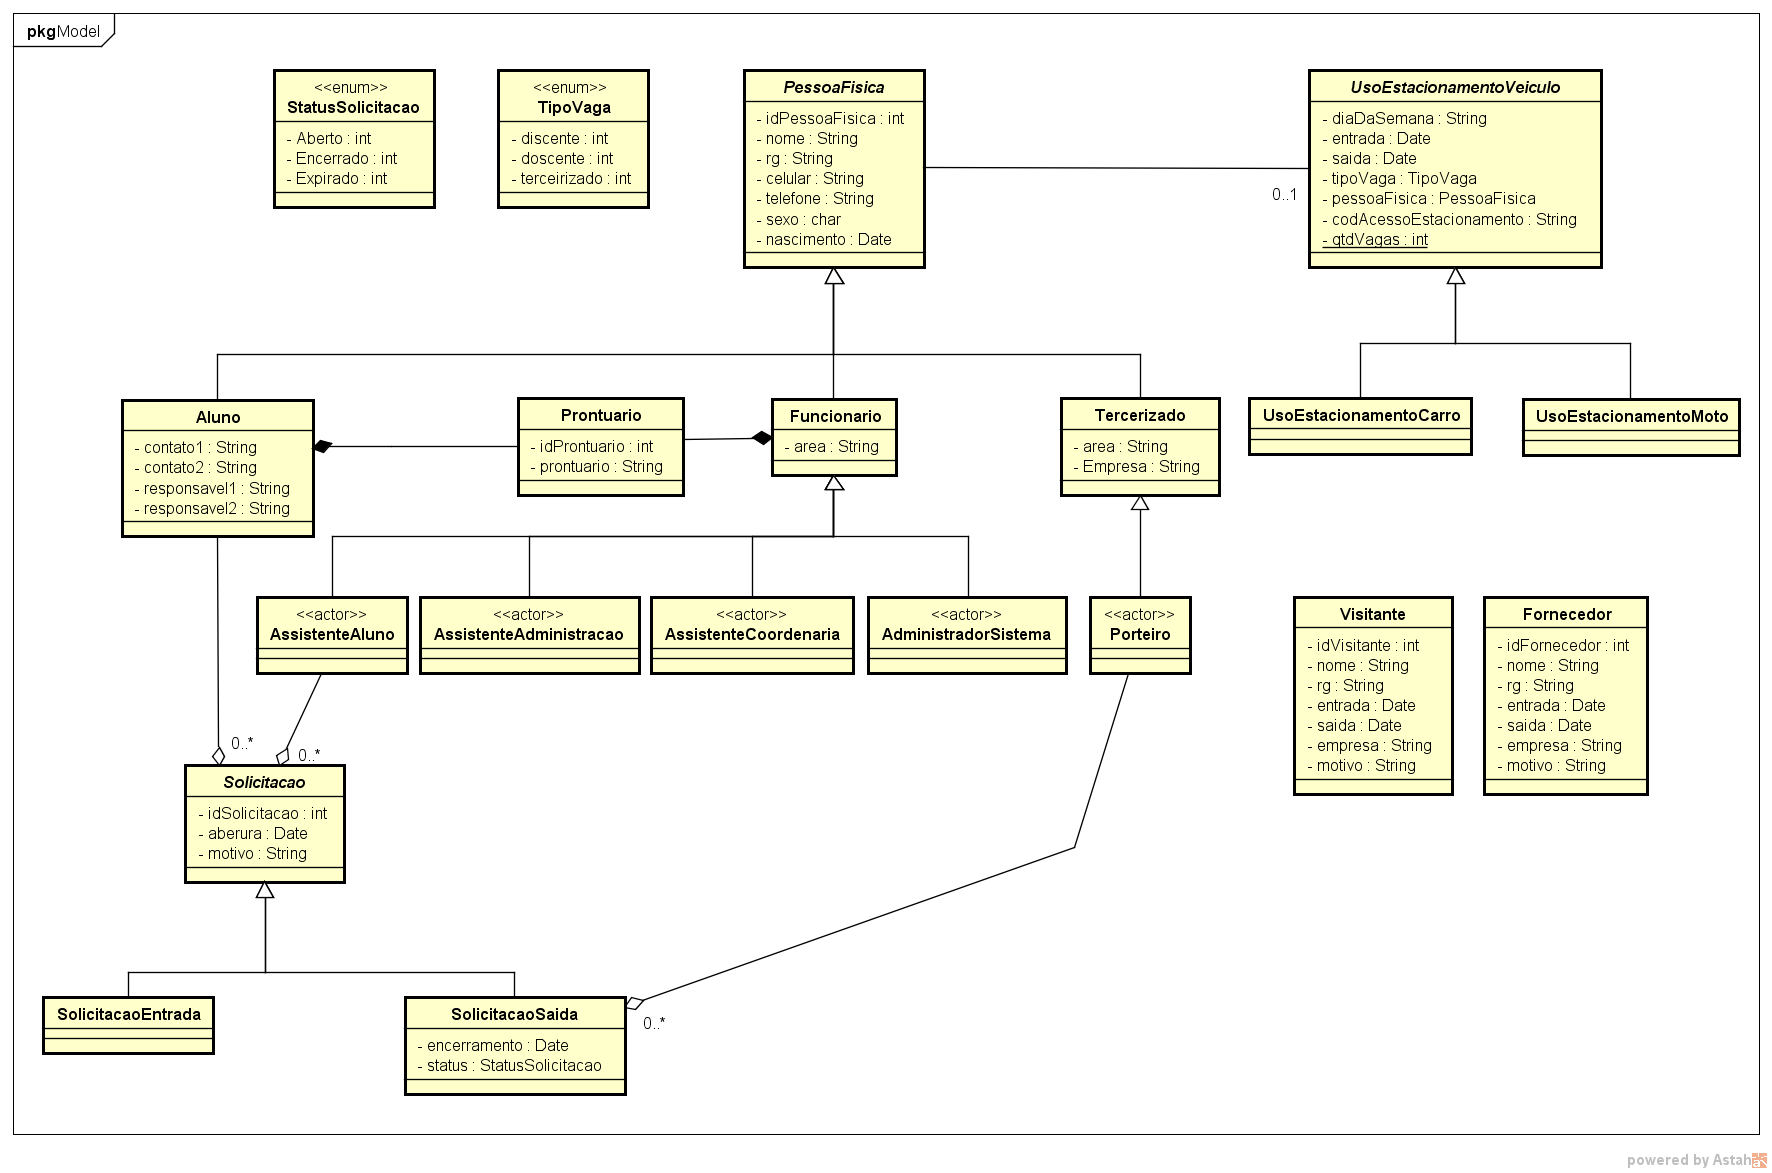 pkg Model
<<enum>>
StatusSolicitacao
- Aberto : int
- Encerrado : int
- Expirado : int
<<enum>>
TipoVaga
- discente : int
- doscente : int
- terceirizado : int
PessoaFisica
- idPessoaFisica : int
- nome : String
- rg : String
- celular : String
- telefone : String
- sexo : char
- nascimento : Date
UsoEstacionamentoVeiculo
- diaDaSemana : String
- entrada : Date
- saida : Date
- tipoVaga : TipoVaga
- pessoaFisica : PessoaFisica
- codAcessoEstacionamento : String
- qtdVagas : int
0..1
Aluno
- contato1 : String
- contato2 : String
- responsavel1 : String
- responsavel2 : String
Prontuario
- idProntuario : int
- prontuario : String
Funcionario
- area : String
Tercerizado
- area : String
- Empresa : String
UsoEstacionamentoCarro
UsoEstacionamentoMoto
<<actor>>
AssistenteAluno
<<actor>>
AssistenteAdministracao
<<actor>>
AssistenteCoordenaria
<<actor>>
AdministradorSistema
<<actor>>
Porteiro
Visitante
- idVisitante : int
- nome : String
- rg : String
- entrada : Date
- saida : Date
- empresa : String
- motivo : String
Fornecedor
- idFornecedor : int
- nome : String
- rg : String
- entrada : Date
- saida : Date
- empresa : String
- motivo : String
0..*
0..*
Solicitacao
- idSolicitacao : int
- aberura : Date
- motivo : String
SolicitacaoEntrada
SolicitacaoSaida
- encerramento : Date
- status : StatusSolicitacao
0..*
powered by Astah